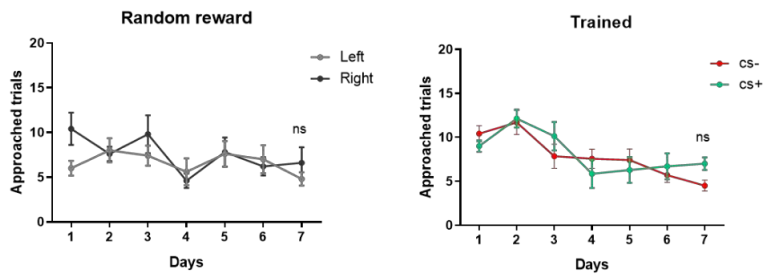 Random reward
20
15
10
5
0
Approached trials
Left
Right
ns
1 2 3 4 5 6 7
Days
Trained
20
15
10
5
0
Approached trials
cs-
cs+
ns
1 2 3 4 5 6 7
Days